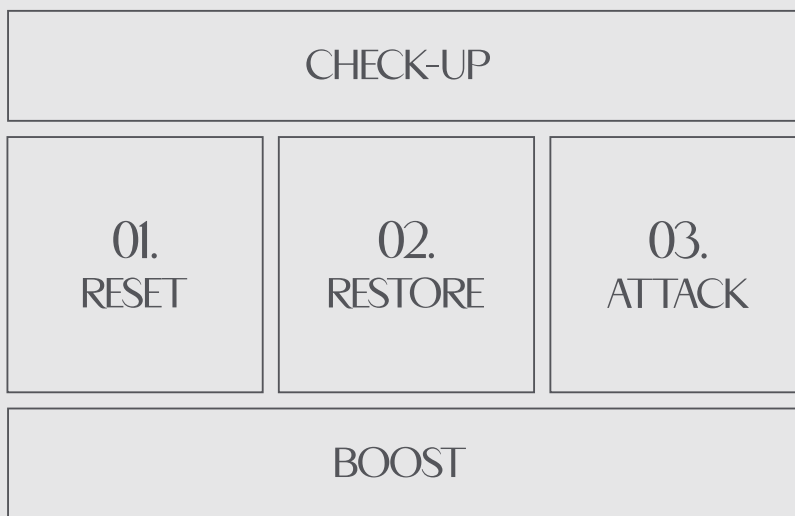 CHECK-UP
01.
RESET
02.
RESTORE
03.
ATTACK
BOOST